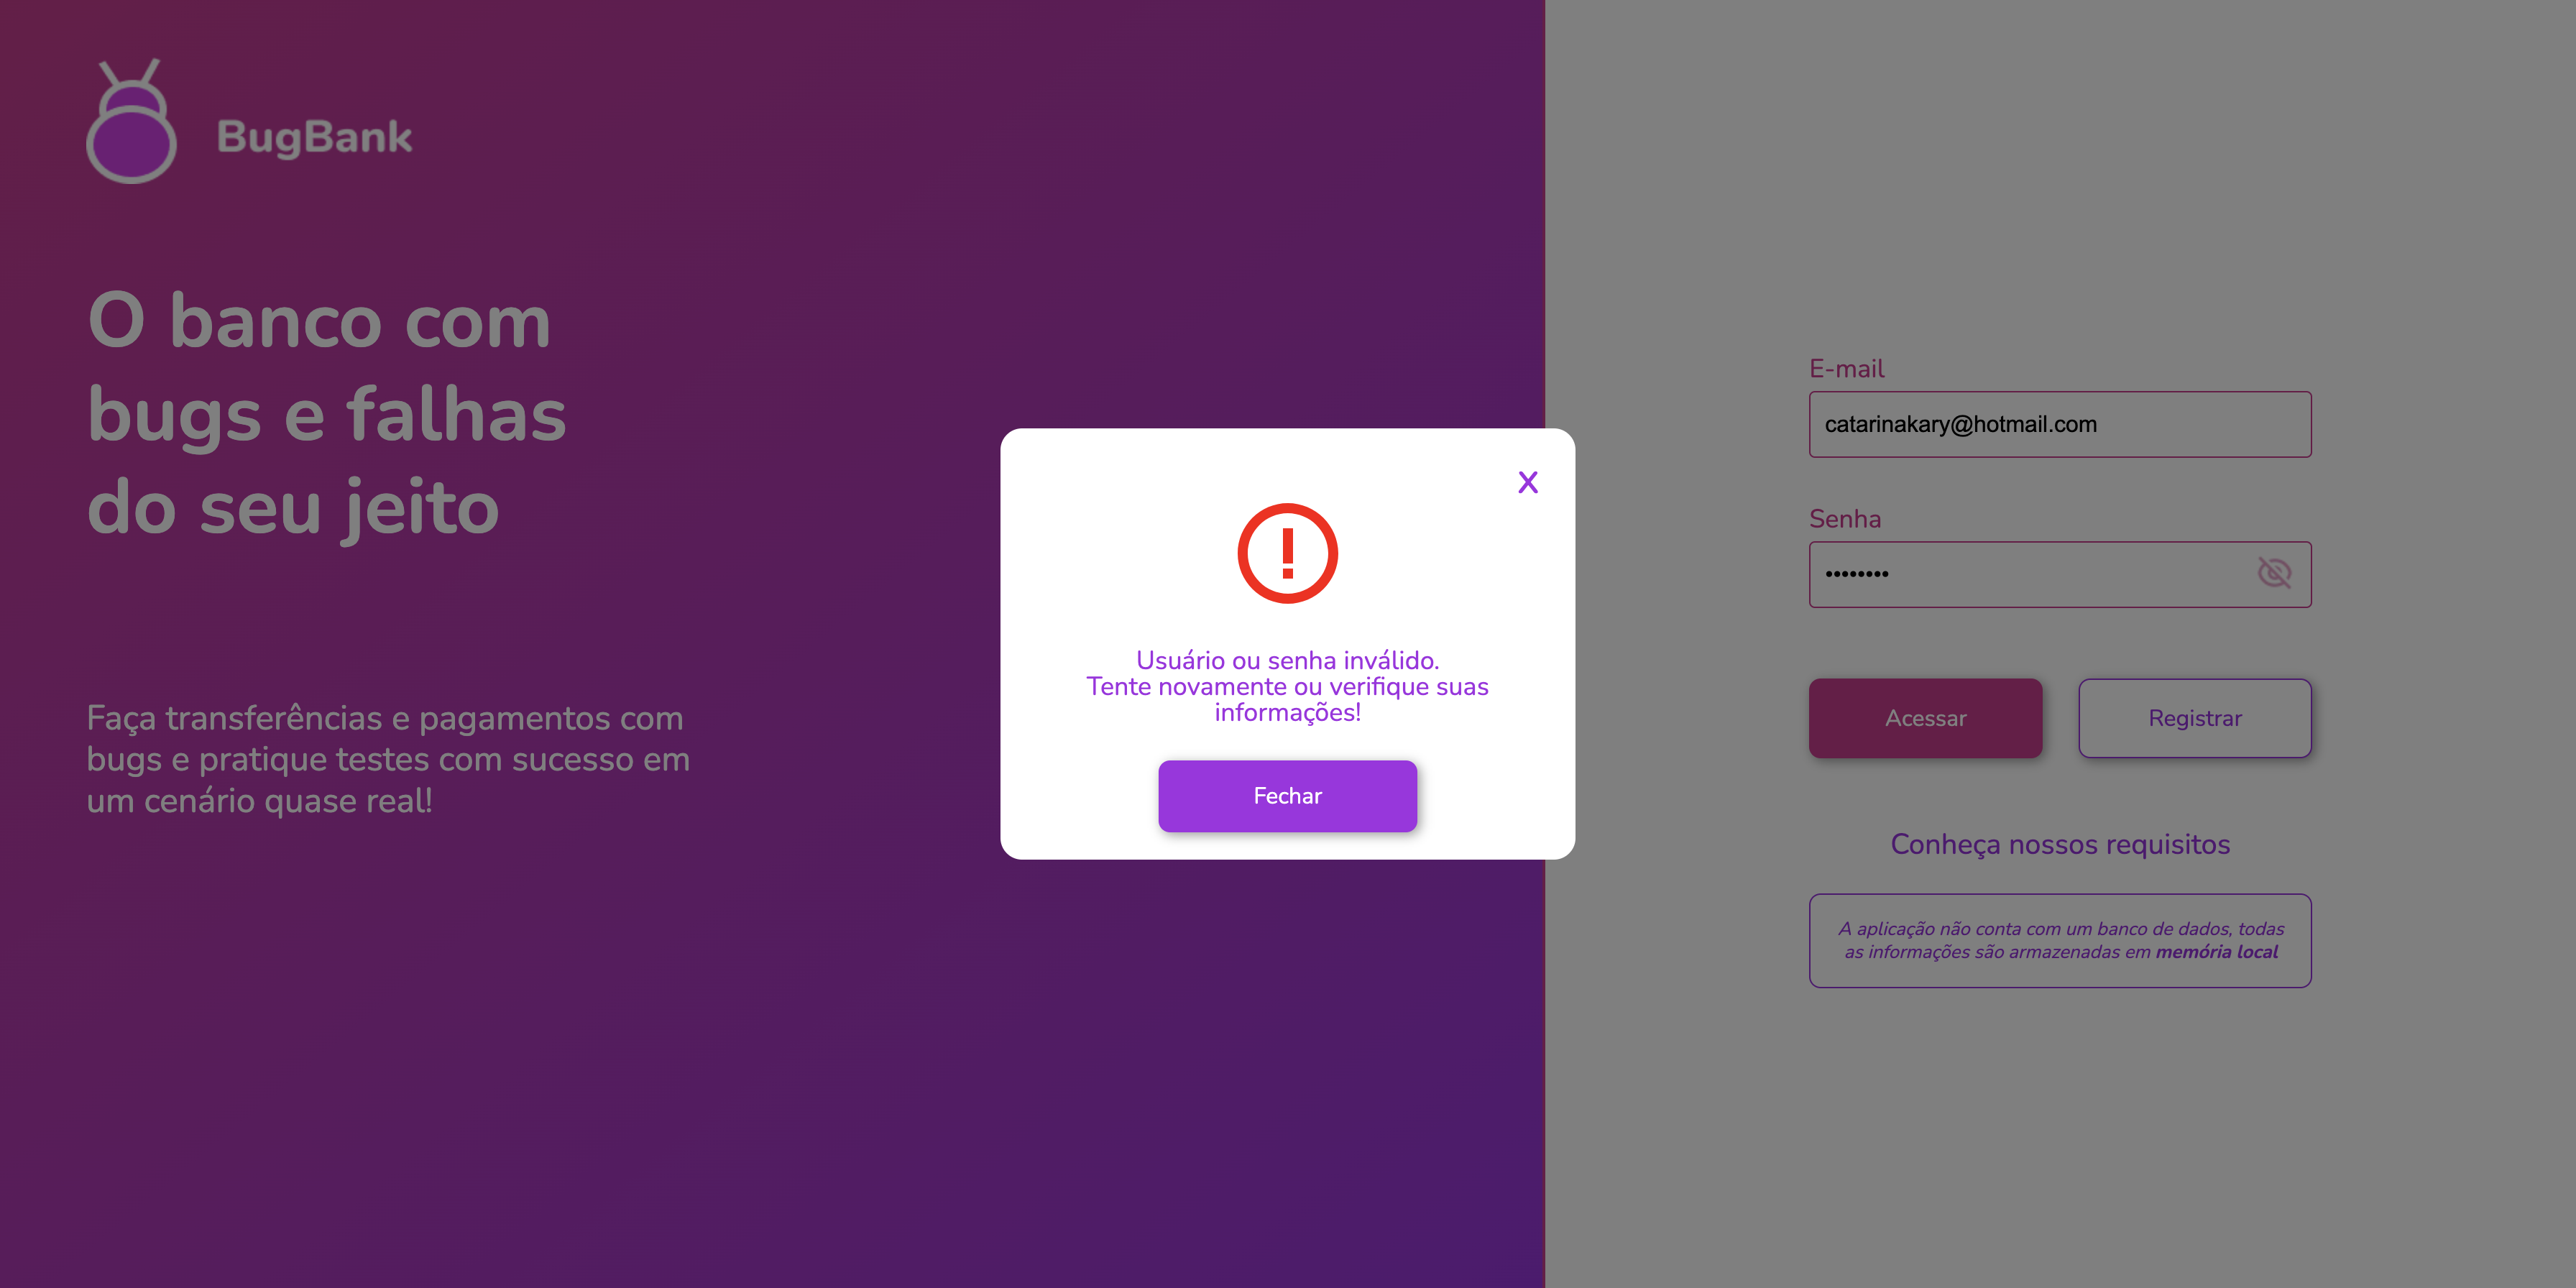 BugBank
O banco com
bugs e falhas
do seu jeito
Faça transferências e pagamentos com
bugs e pratique testes com sucesso em
um cenário quase real!
X
Usuário ou senha inválido.
Tente novamente ou verifique suas
informações!
Fechar
E-mail
catarinakary@hotmail.com
Senha
••••••••
Acessar
Registrar
Conheça nossos requisitos
A aplicação não conta com um banco de dados, todas
as informações são armazenadas em memória local